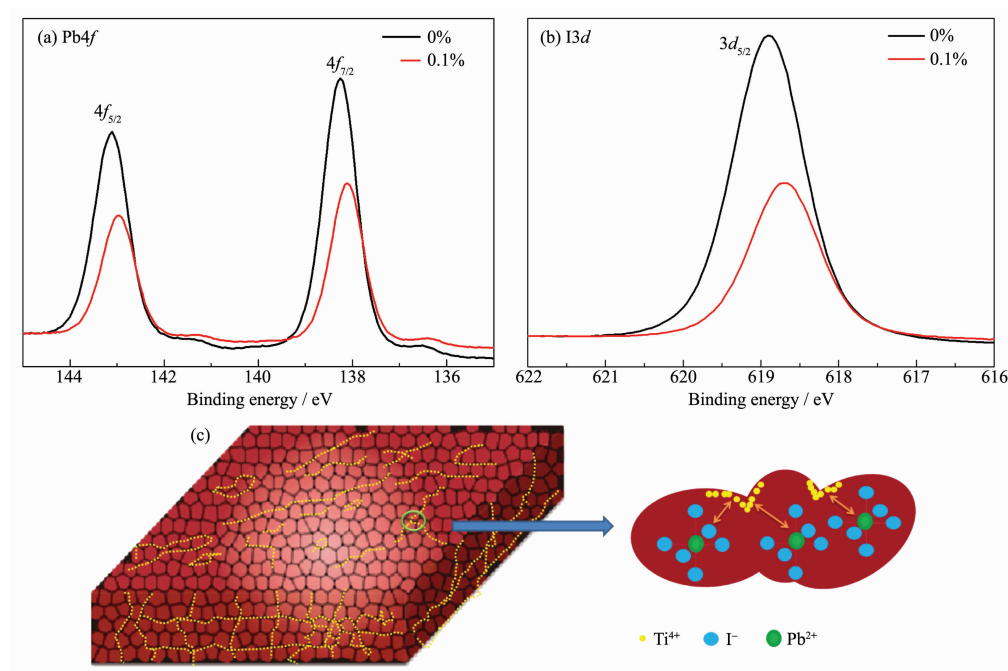 (a) Pb4f
0%
0.1%
4f5/2
4f7/2
144
142
140
138
136
Binding energy / eV
(b) I3d
0%
0.1%
3d5/2
622
621
620
619
618
617
616
Binding energy / eV
(c)
Ti4+
I−
Pb2+